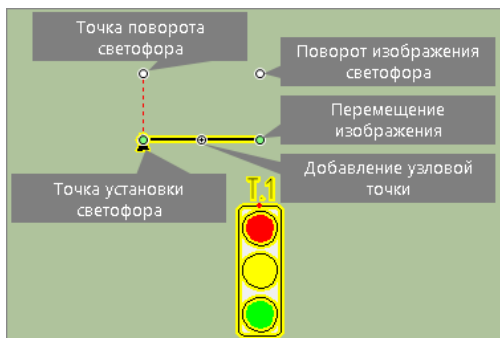 Точка поворота
светофора
Поворот изображения
светофора
Перемещение
изображения
Добавление узловой
точки
Точка установки
светофора
Т.1